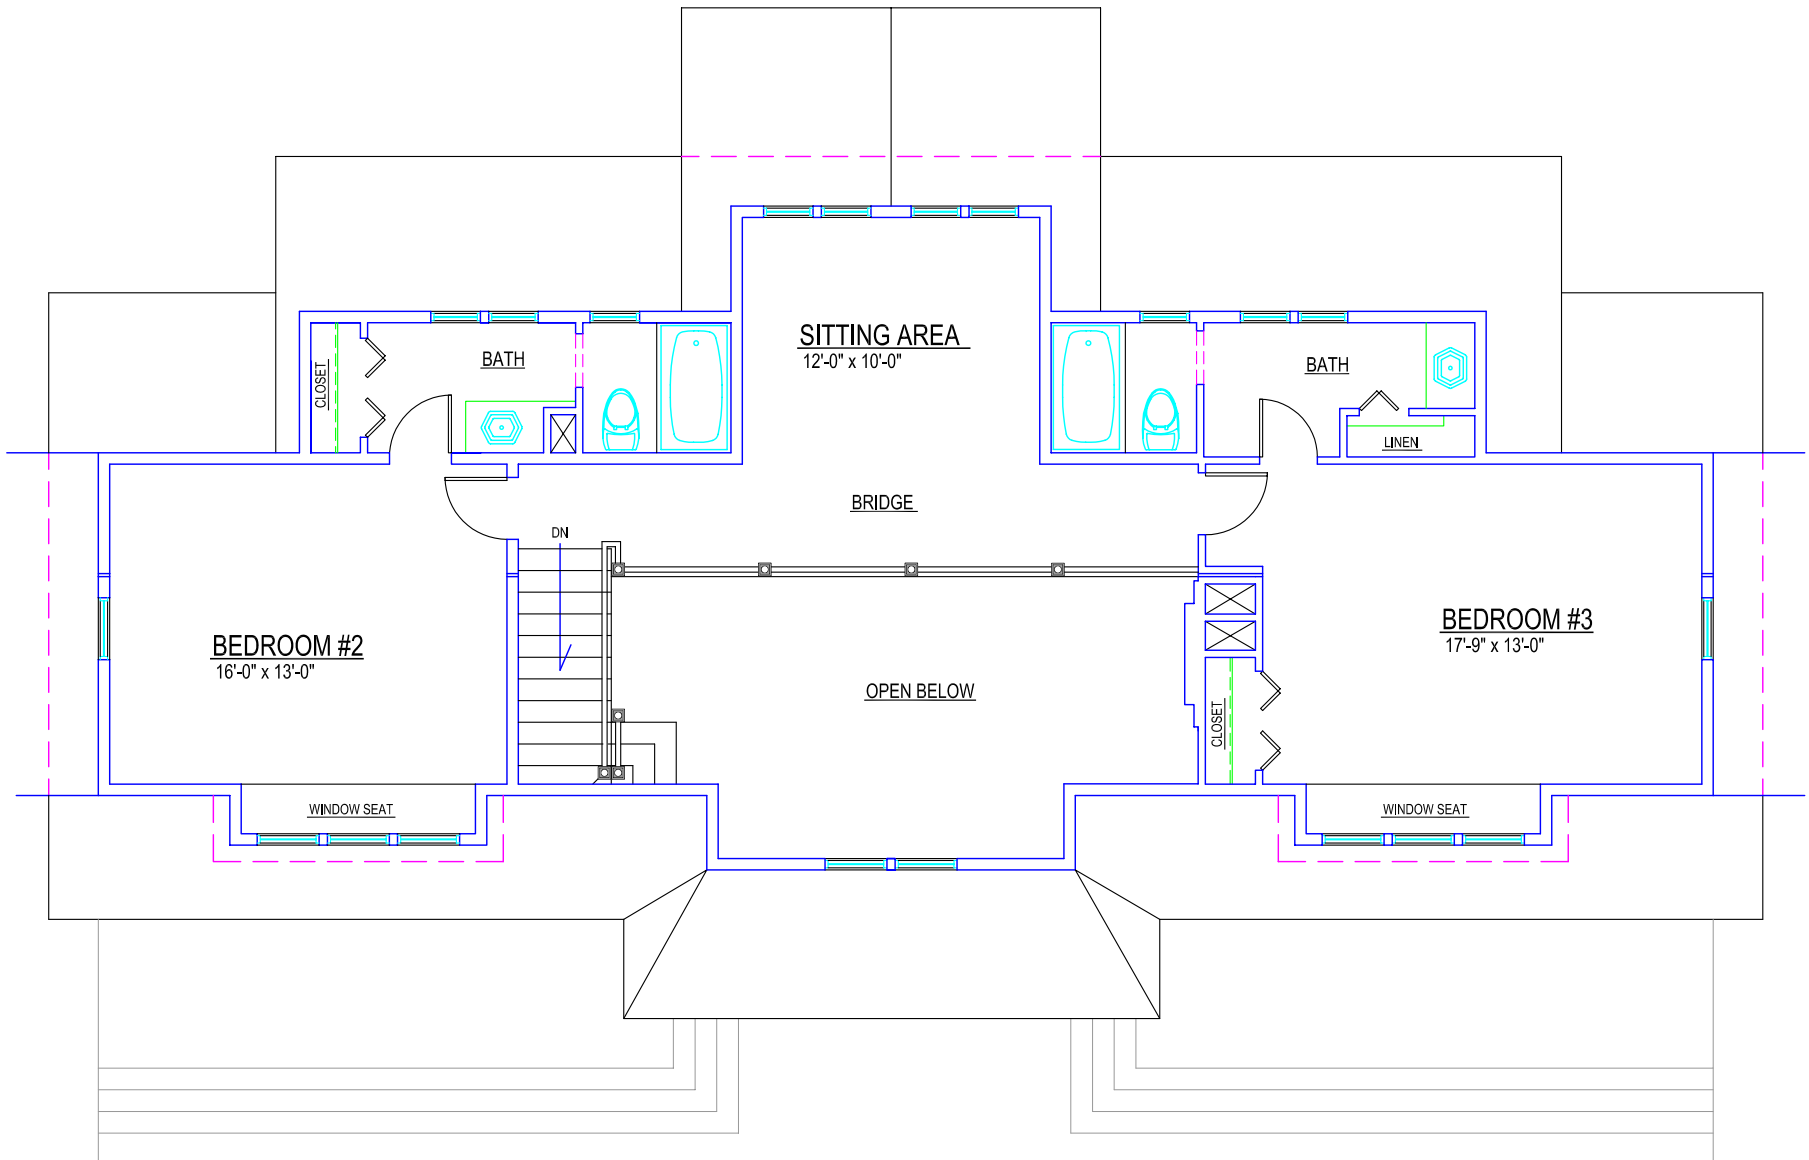 SITTING AREA
12'-0" x 10'-0"
BATH
BATH
CLOSET
LINEN
BRIDGE
DN
BEDROOM #2
16'-0" x 13'-0"
BEDROOM #3
17'-9" x 13'-0"
OPEN BELOW
CLOSET
WINDOW SEAT
WINDOW SEAT